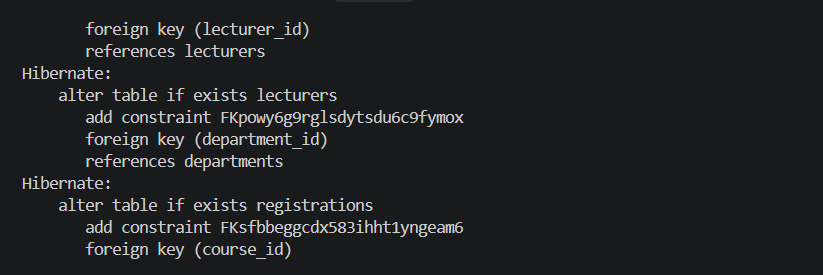 foreign key (lecturer_id)
references lecturers
Hibernate:
alter table if exists lecturers
add constraint FKpowy6g9rglsdytsdu6c9fymox
foreign key (department_id)
references departments
Hibernate:
alter table if exists registrations
add constraint FKsfbbeggcdx583ihht1yngeam6
foreign key (course_id)